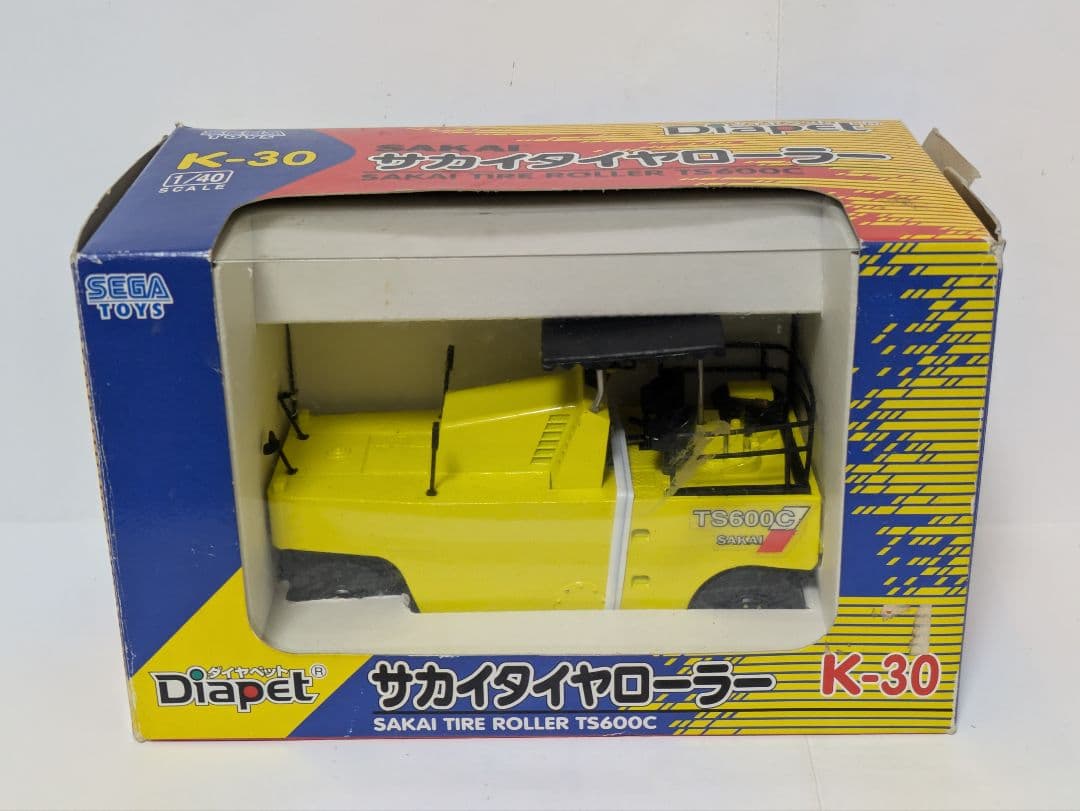 SEGA
TOYS
Diapet
K-30
SAKAI
サカイタイヤローラー
SAKAI TIRE ROLLER TS600C
1/40
SCALE
SEGA
TOYS
TS600C
SAKAI
ダイヤペット
Diapet®
サカイタイヤローラー
SAKAI TIRE ROLLER TS600C
K-30